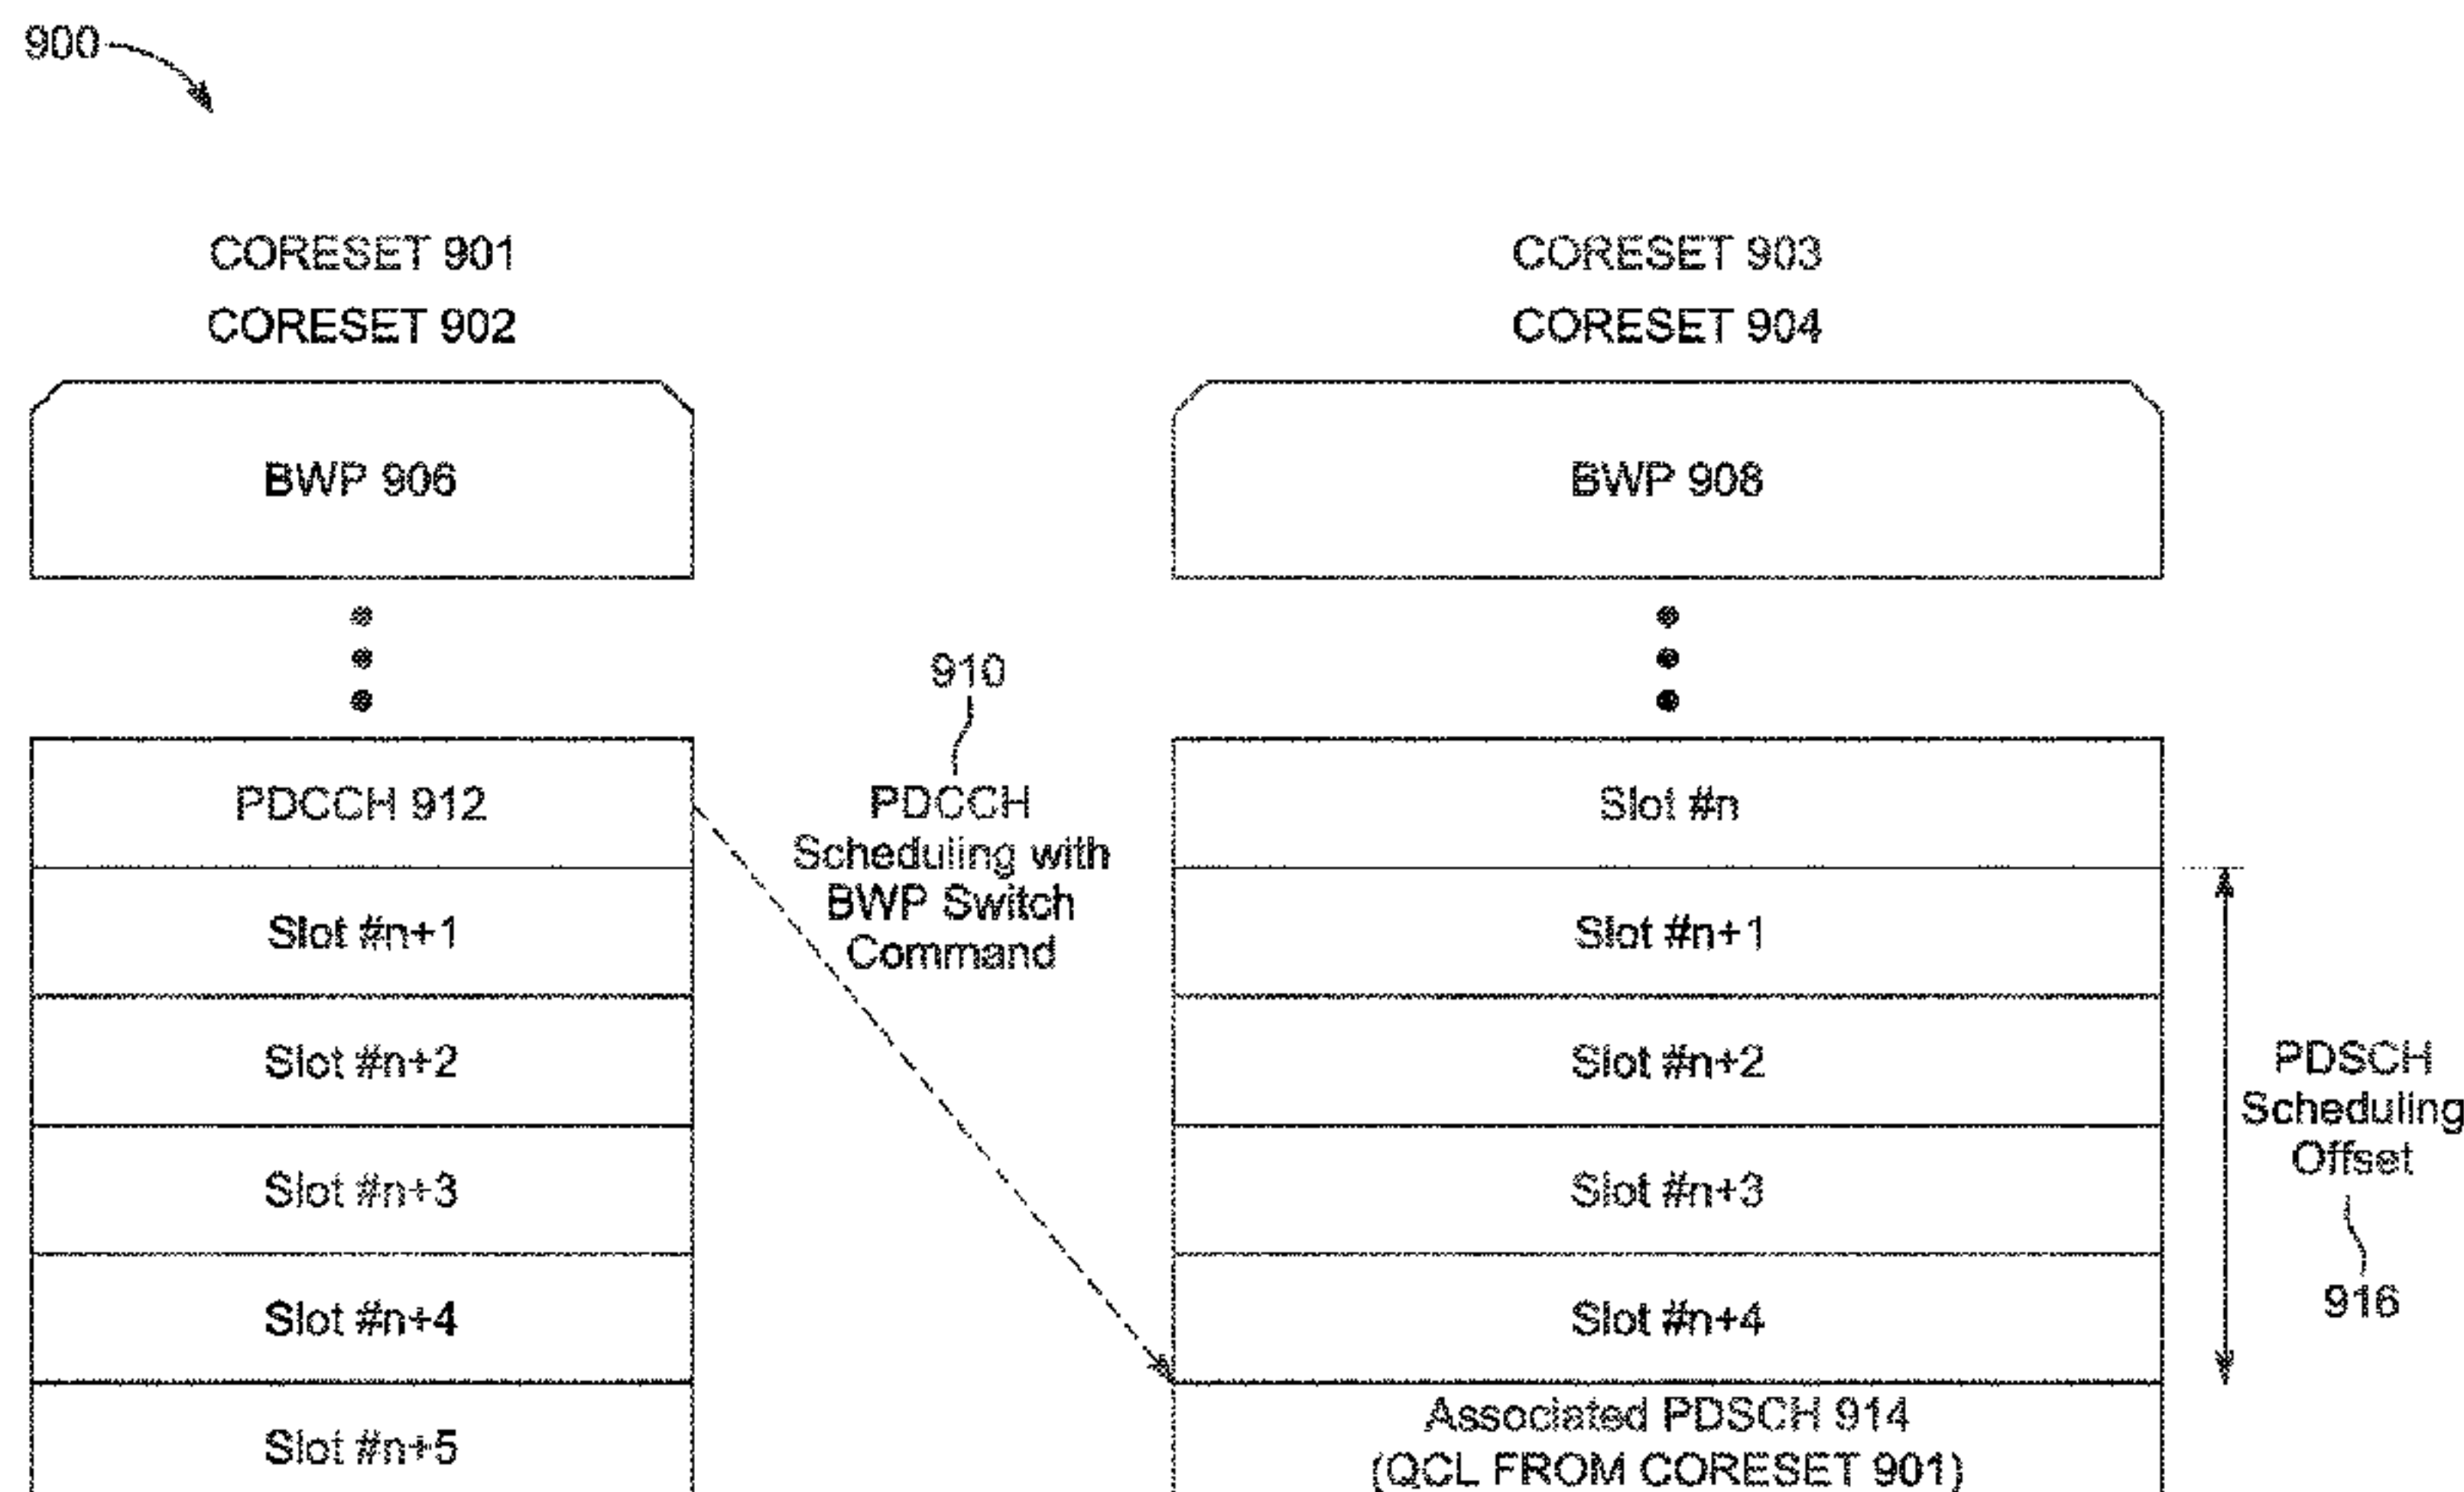 900
CORESET 901
CORESET 902
CORESET 903
CORESET 904
BWP 906
BWP 908
910
PDCCH 912
PDCCH
Scheduling with
BWP Switch
Command
Slot #n
Slot #n+1
Slot #n+1
Slot #n+2
Slot #n+2
PDSCH
Scheduling
Offset
Slot #n+3
Slot #n+3
Slot #n+4
Slot #n+4
916
Slot #n+5
Associated PDSCH 914
(QCL FROM CORESET 901)